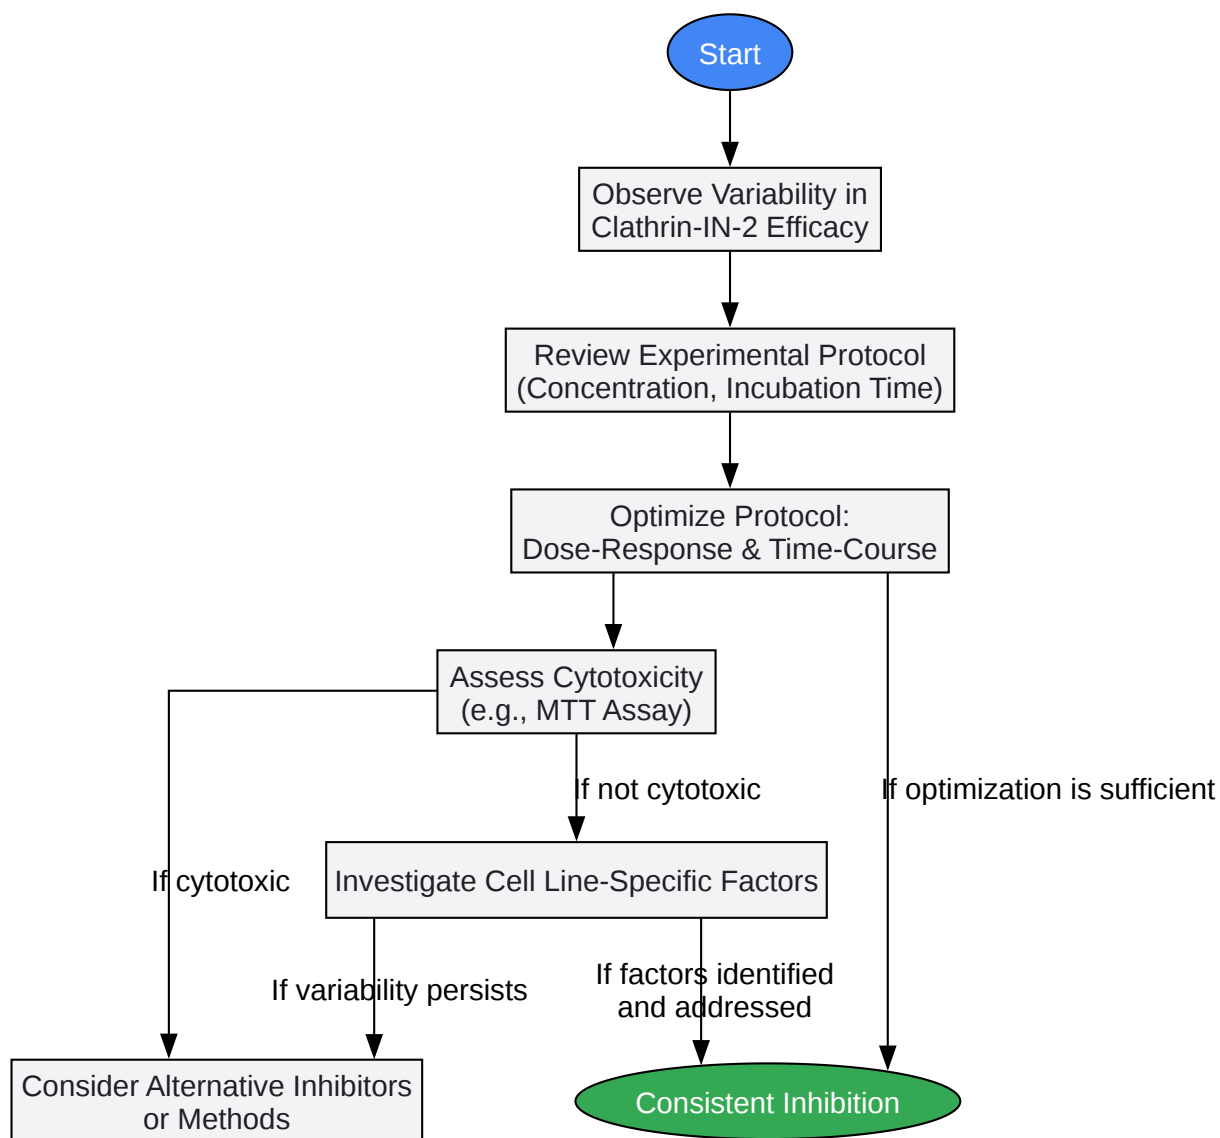 Start
Observe Variability in
Clathrin-IN-2 Efficacy
Review Experimental Protocol
(Concentration, Incubation Time)
Optimize Protocol:
Dose-Response & Time-Course
Assess Cytotoxicity
(e.g., MTT Assay)
If not cytotoxic
If optimization is sufficient
If cytotoxic
Investigate Cell Line-Specific Factors
If variability persists
If factors identified
and addressed
Consider Alternative Inhibitors
or Methods
Consistent Inhibition